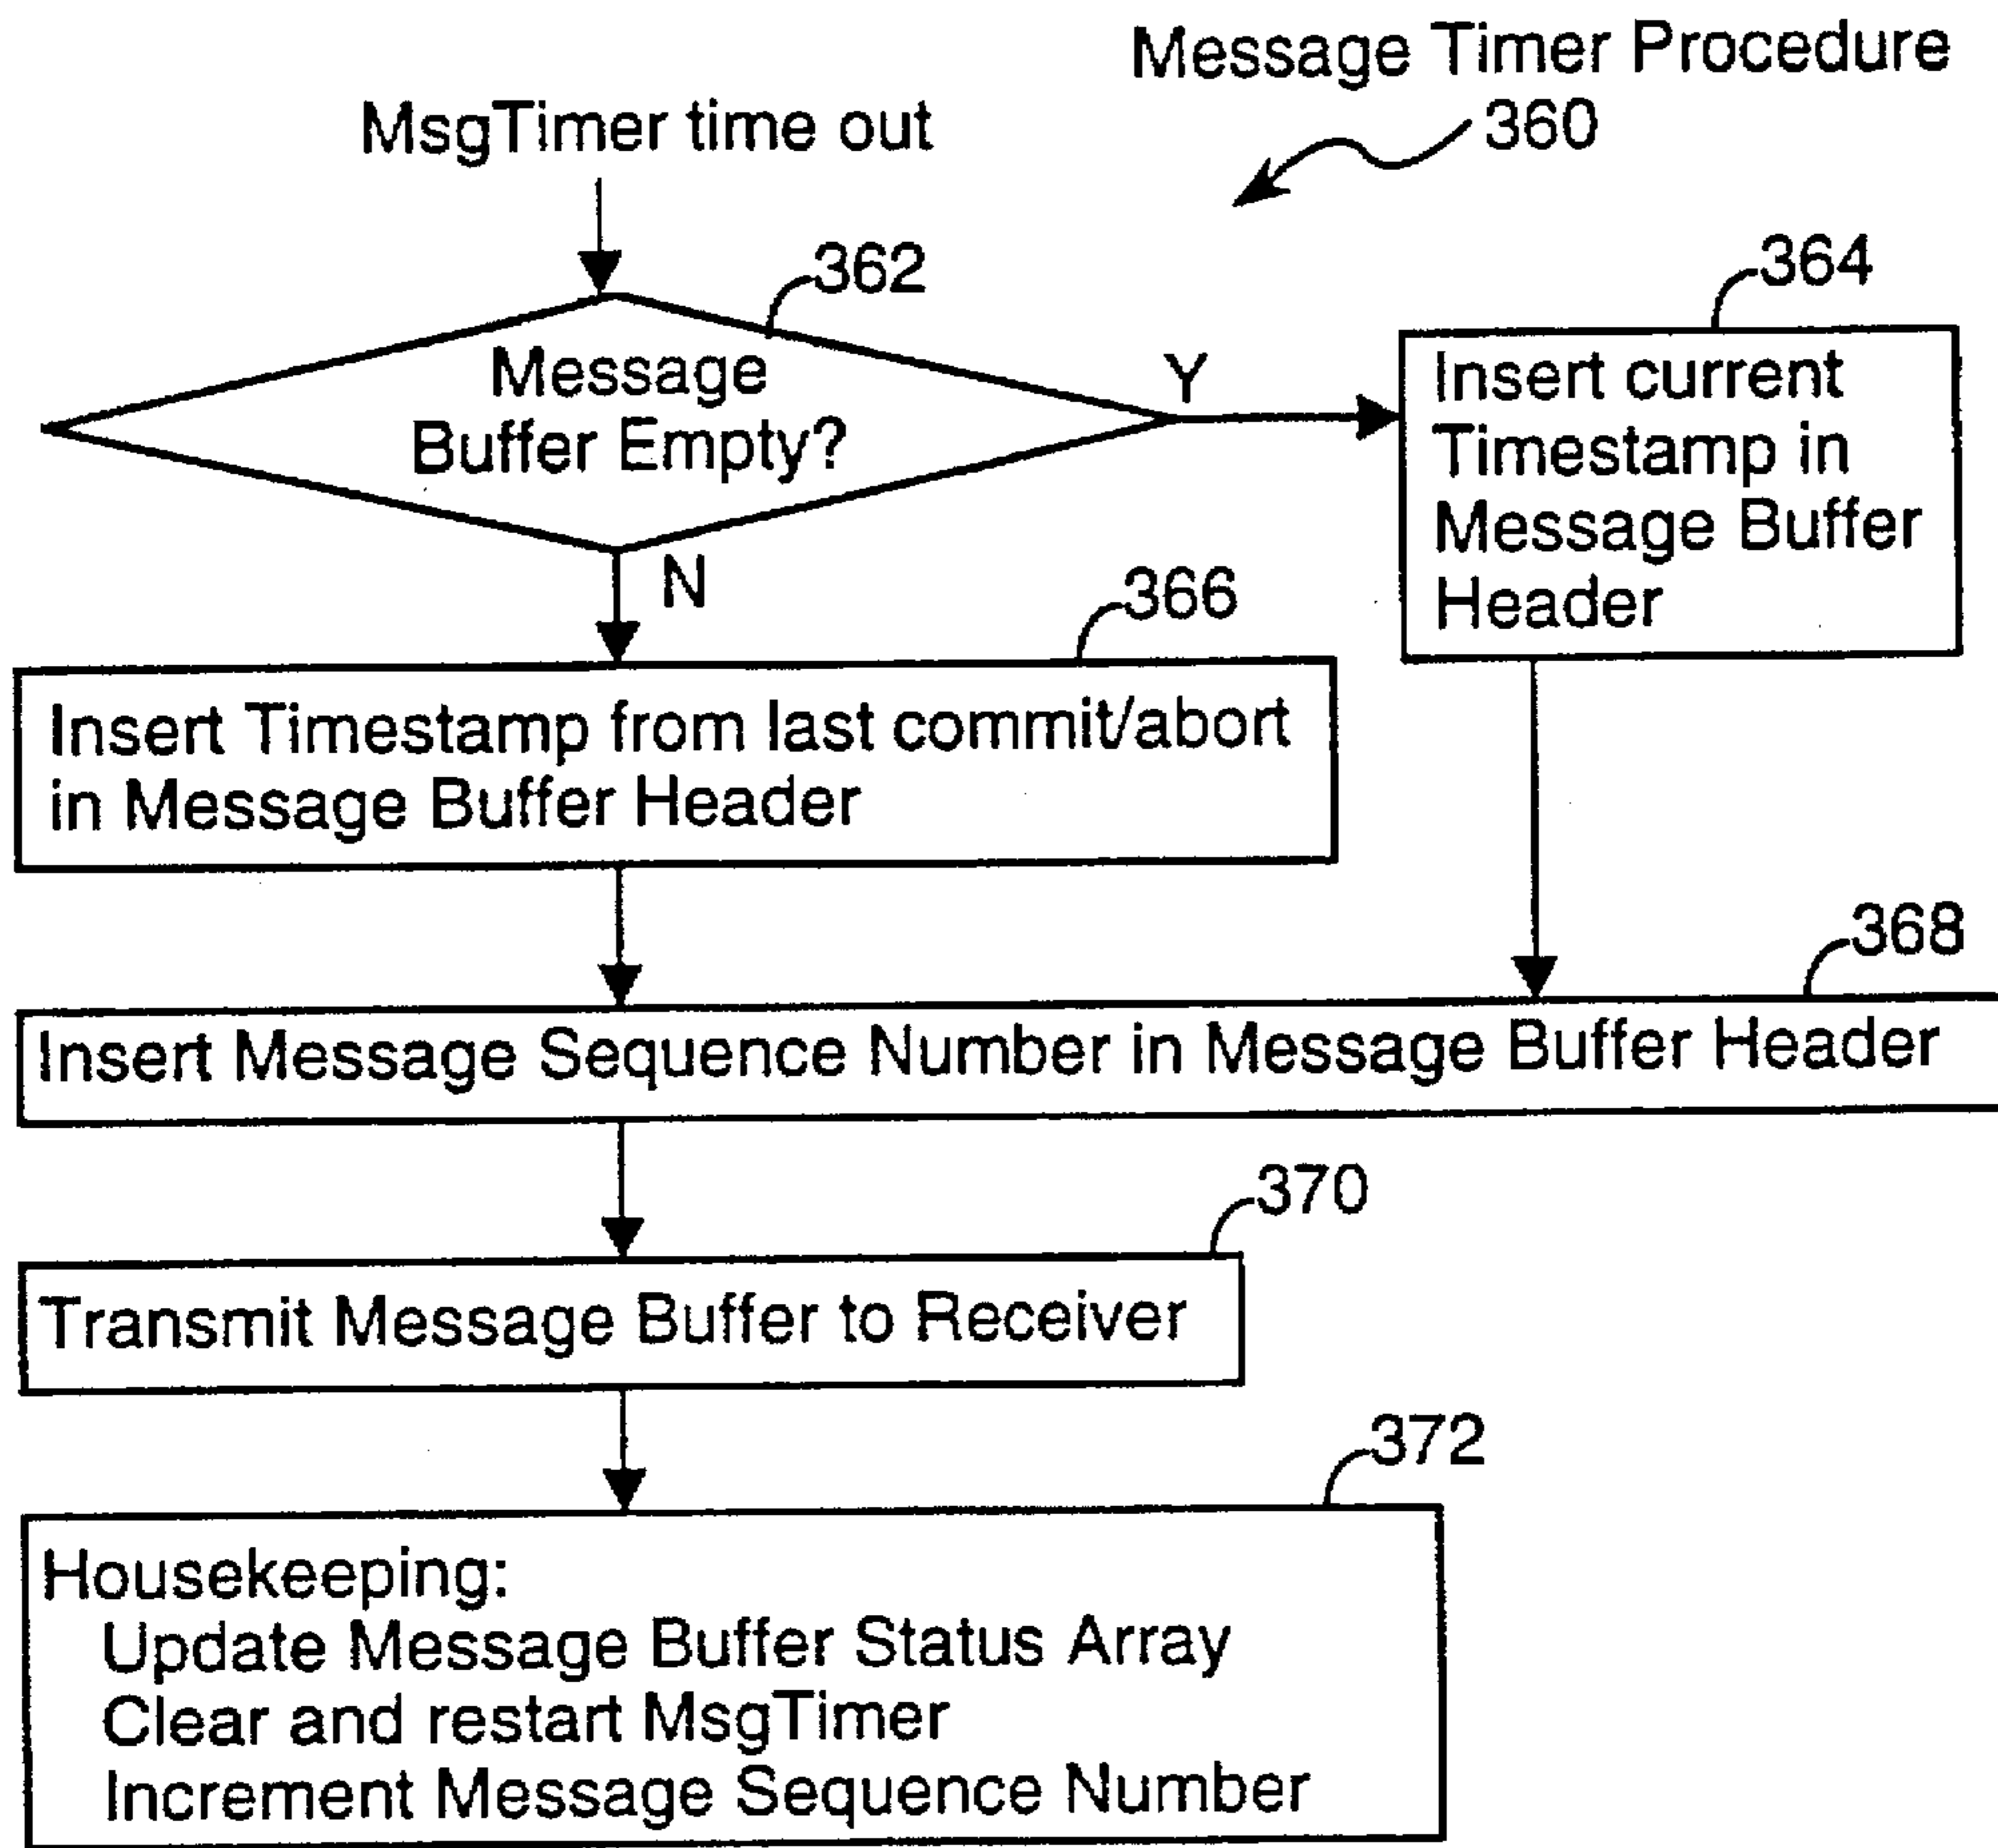 Message Timer Procedure
360
MsgTimer time out
362
Message
Buffer Empty?
Y
364
Insert current
Timestamp in
Message Buffer
Header
N
366
Insert Timestamp from last commit/abort
in Message Buffer Header
368
Insert Message Sequence Number in Message Buffer Header
370
Transmit Message Buffer to Receiver
372
Housekeeping:
Update Message Buffer Status Array
Clear and restart MsgTimer
Increment Message Sequence Number